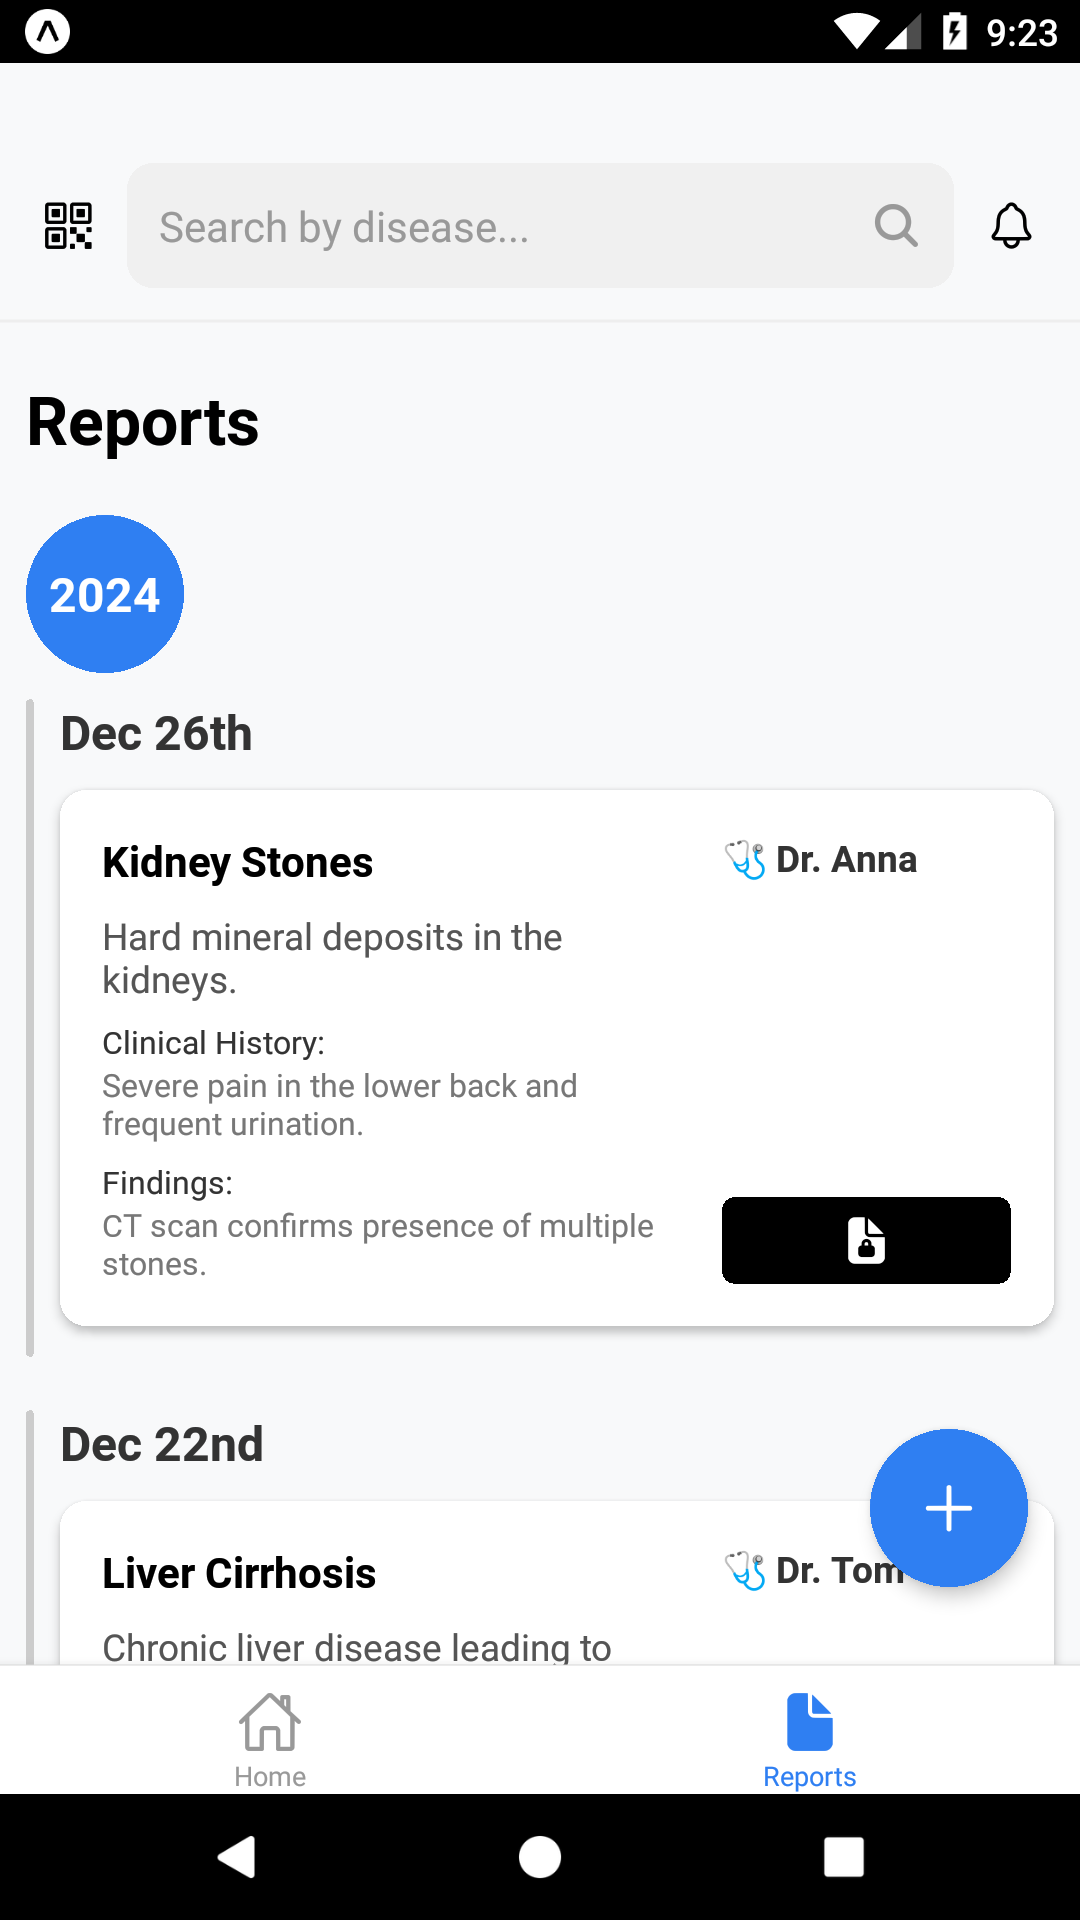 9:23
Search by disease...
Reports
2024
Dec 26th
Kidney Stones
Dr. Anna
Hard mineral deposits in the
kidneys.
Clinical History:
Severe pain in the lower back and
frequent urination.
Findings:
CT scan confirms presence of multiple
stones.
Dec 22nd
Liver Cirrhosis
Dr. Tom
Chronic liver disease leading to
Home
Reports